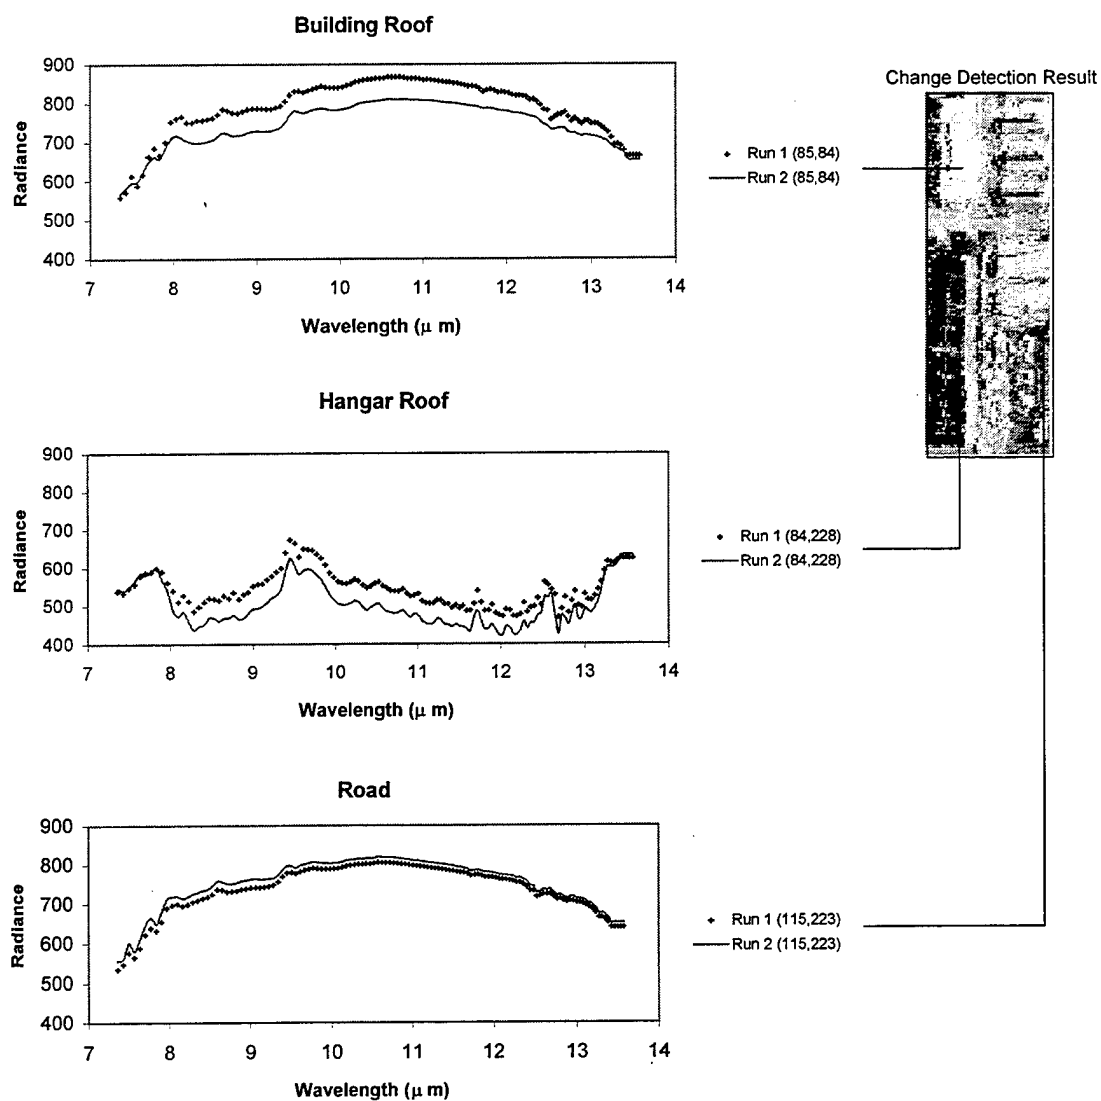 Building Roof
900
800
700
600
500
400
Radiance
7 8 9 10 11 12 13 14
Wavelength (μ m)
Run 1 (85,84)
Run 2 (85,84)
Change Detection Result
Hangar Roof
900
800
700
600
500
400
Radiance
7 8 9 10 11 12 13 14
Wavelength (μ m)
Run 1 (84,228)
Run 2 (84,228)
Road
900
800
700
600
500
400
Radiance
7 8 9 10 11 12 13 14
Wavelength (μ m)
Run 1 (115,223)
Run 2 (115,223)